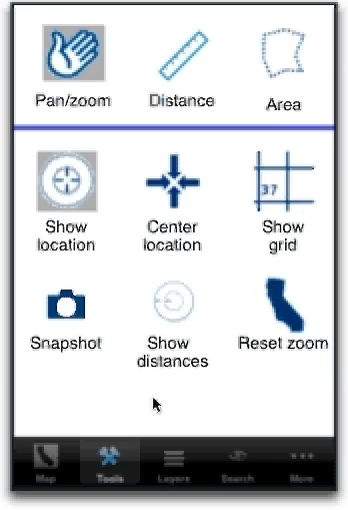 Pan/zoom Distance Area
Show location
Center location
Show grid
37
Snapshot
Show distances
Reset zoom
Map Tools Layers Search More